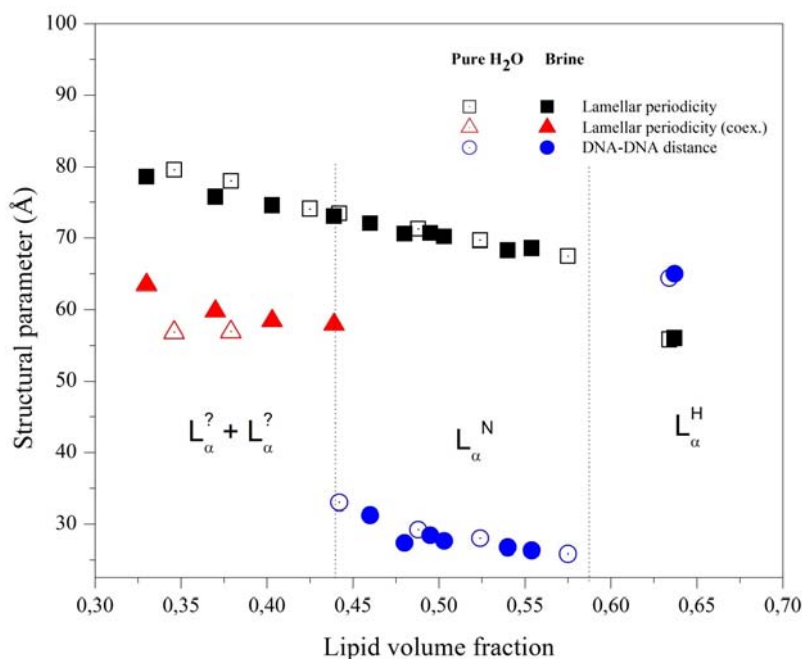 100
90
80
70
60
50
40
30
Structural parameter (Å)
Pure H2O Brine
Lamellar periodicity
Lamellar periodicity (coex.)
DNA-DNA distance
Lα? + Lα?
LαN
LαH
0,30 0,35 0,40 0,45 0,50 0,55 0,60 0,65 0,70
Lipid volume fraction